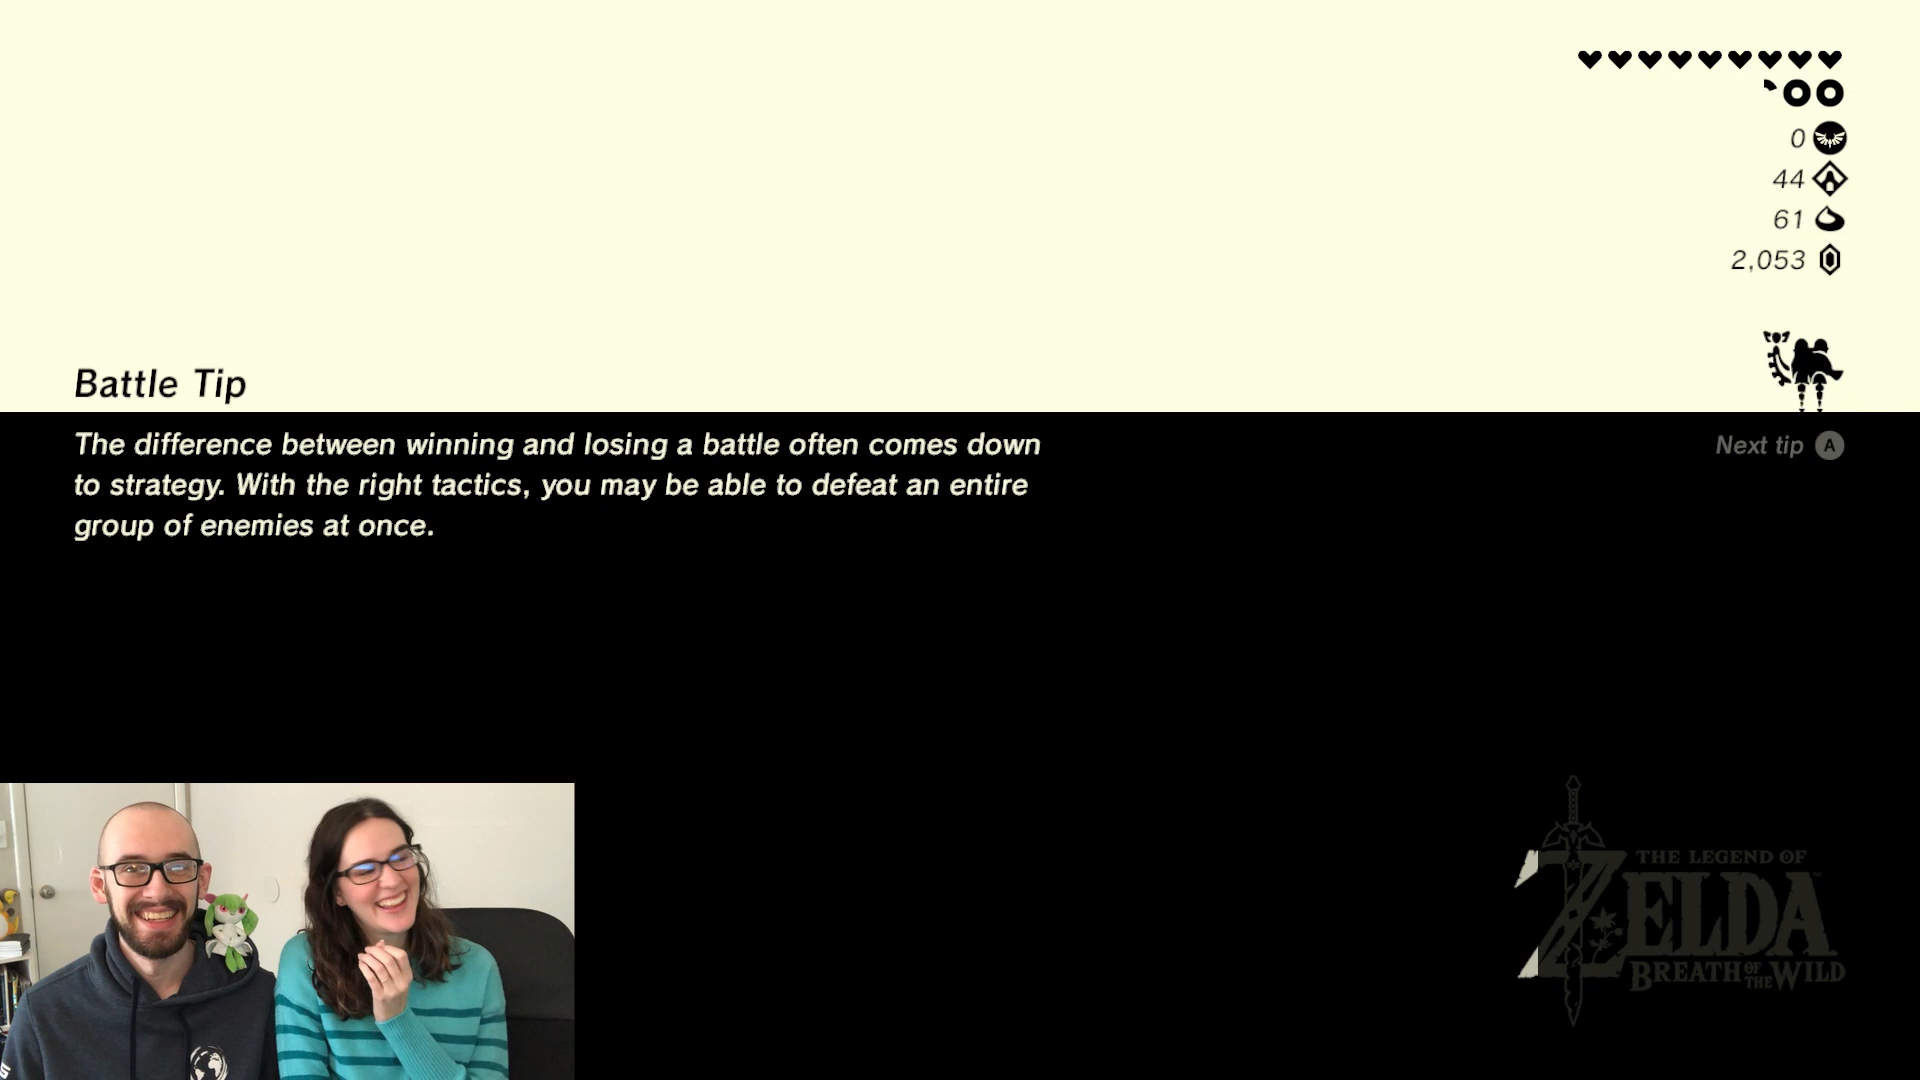 0
44
61
2,053
Battle Tip
The difference between winning and losing a battle often comes down
to strategy. With the right tactics, you may be able to defeat an entire
group of enemies at once.
Next tip A
THE LEGEND OF
ZELDA
BREATH OF THE WILD